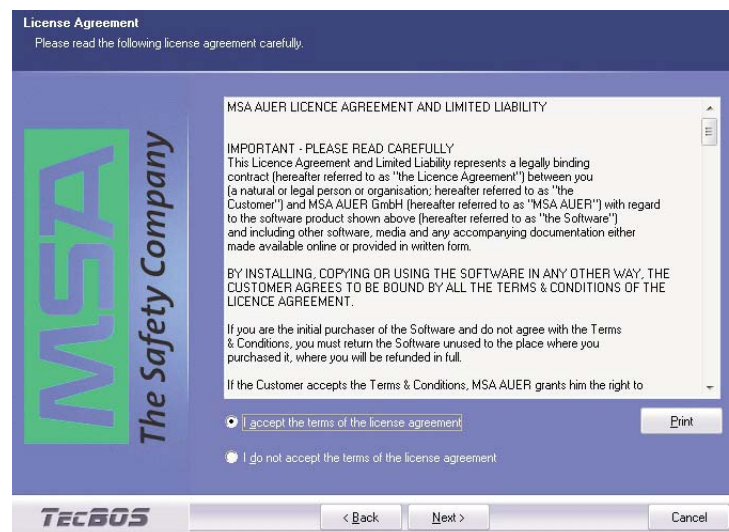 License Agreement
Please read the following license agreement carefully.
MSA
The Safety Company
MSA AUER LICENCE AGREEMENT AND LIMITED LIABILITY
IMPORTANT - PLEASE READ CAREFULLY
This Licence Agreement and Limited Liability represents a legally binding
contract (hereafter referred to as "the Licence Agreement") between you
(a natural or legal person or organisation; hereafter referred to as "the
Customer") and MSA AUER GmbH (hereafter referred to as "MSA AUER") with regard
to the software product shown above (hereafter referred to as "the Software")
and including other software, media and any accompanying documentation either
made available online or provided in written form.
BY INSTALLING, COPYING OR USING THE SOFTWARE IN ANY OTHER WAY, THE
CUSTOMER AGREES TO BE BOUND BY ALL THE TERMS & CONDITIONS OF THE
LICENCE AGREEMENT.
If you are the initial purchaser of the Software and do not agree with the Terms
& Conditions, you must return the Software unused to the place where you
purchased it, where you will be refunded in full.
If the Customer accepts the Terms & Conditions, MSA AUER grants him the right to
I accept the terms of the license agreement
Print
I do not accept the terms of the license agreement
TECBOS
< Back
Next >
Cancel